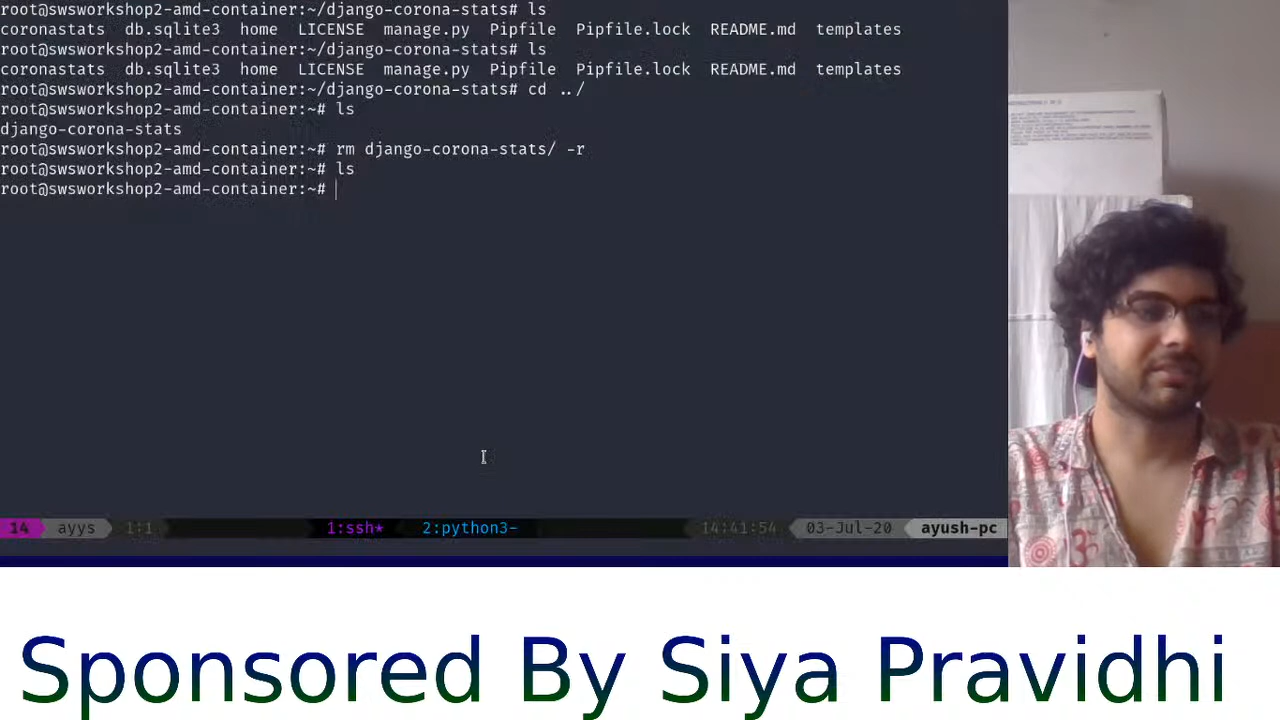 root@swsworkshop2-amd-container:~/django-corona-stats# ls
coronastats  db.sqlite3  home  LICENSE  manage.py  Pipfile  Pipfile.lock  README.md  templates
root@swsworkshop2-amd-container:~/django-corona-stats# ls
coronastats  db.sqlite3  home  LICENSE  manage.py  Pipfile  Pipfile.lock  README.md  templates
root@swsworkshop2-amd-container:~/django-corona-stats# cd ../
root@swsworkshop2-amd-container:~# ls
django-corona-stats
root@swsworkshop2-amd-container:~# rm django-corona-stats/ -r
root@swsworkshop2-amd-container:~# ls
root@swsworkshop2-amd-container:~#
14 ayys 1:1 1:ssh* 2:python3- 14:41:54 03-Jul-20 ayush-pc
Sponsored By Siya Pravidhi